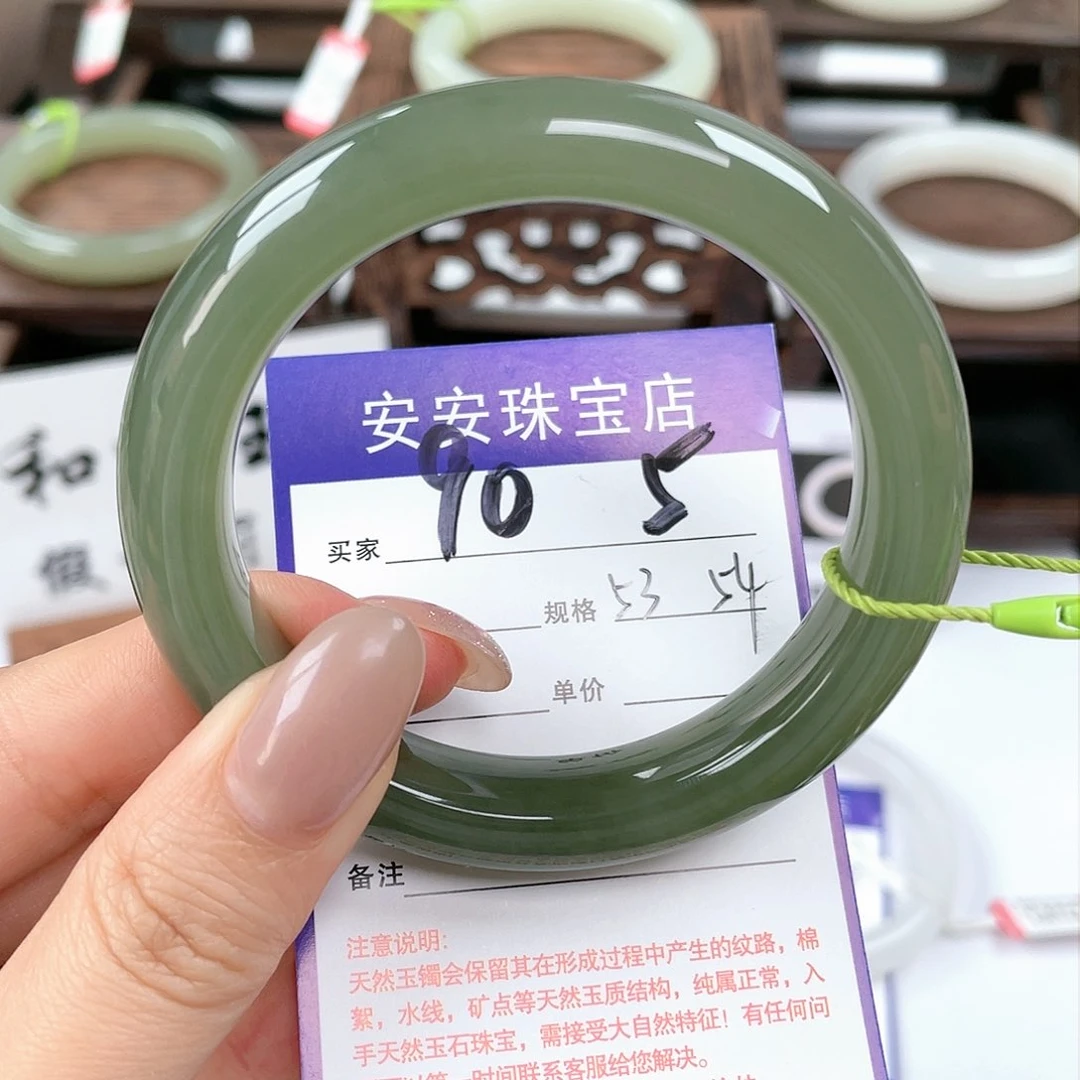 安安珠宝店
90 5
买家
规格 53 54
单价
备注
注意说明:
天然玉镯会保留其在形成过程中产生的纹路，棉
絮，水线，矿点等天然玉质结构，纯属正常，入
手天然玉石珠宝，需接受大自然特征！有任何问
时间联系客服给您解决。
和
假